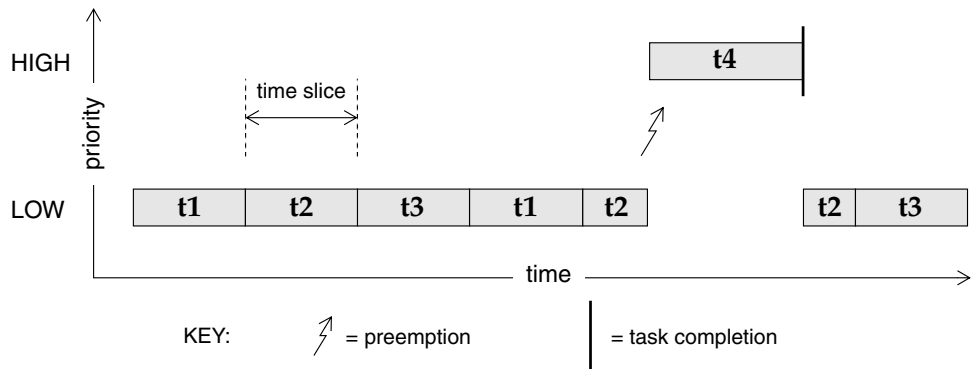 HIGH
t4
time slice
priority
LOW
t1 t2 t3 t1 t2 t2 t3
time
KEY: = preemption = task completion